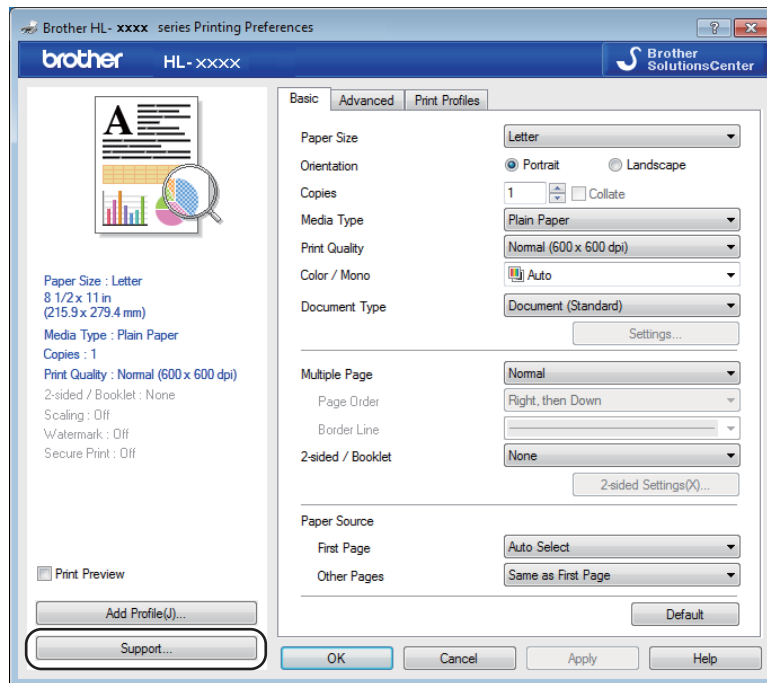 Brother HL- xxxx series Printing Preferences
brother HL-xxxx
Brother
SolutionsCenter
A
Paper Size : Letter
8 1/2 x 11 in
(215.9 x 279.4 mm)
Media Type : Plain Paper
Copies : 1
Print Quality : Normal (600 x 600 dpi)
2-sided / Booklet : None
Scaling : Off
Watermark : Off
Secure Print : Off
Print Preview
Add Profile(J)...
Support...
Basic Advanced Print Profiles
Paper Size Letter
Orientation Portrait Landscape
Copies 1 Collate
Media Type Plain Paper
Print Quality Normal (600 x 600 dpi)
Color / Mono Auto
Document Type Document (Standard)
Settings...
Multiple Page Normal
Page Order Right, then Down
Border Line
2-sided / Booklet None
2-sided Settings(X)...
Paper Source
First Page Auto Select
Other Pages Same as First Page
Default
OK Cancel Apply Help